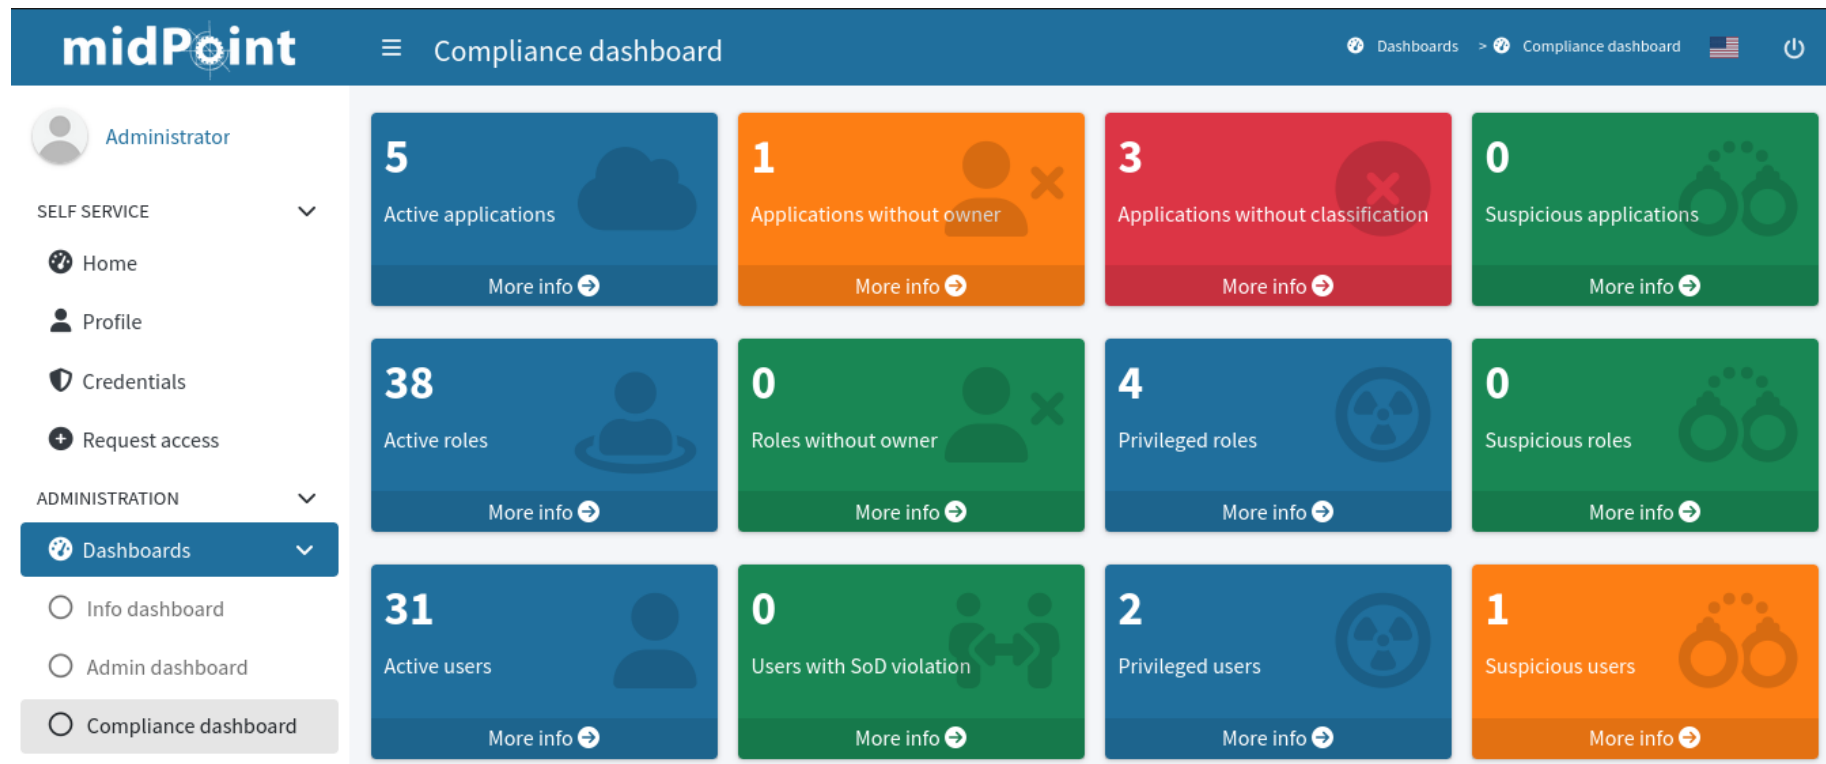 midPoint
Compliance dashboard
Dashboards > Compliance dashboard
Administrator
SELF SERVICE
Home
Profile
Credentials
Request access
ADMINISTRATION
Dashboards
Info dashboard
Admin dashboard
Compliance dashboard
5
Active applications
More info
1
Applications without owner
More info
3
Applications without classification
More info
0
Suspicious applications
More info
38
Active roles
More info
0
Roles without owner
More info
4
Privileged roles
More info
0
Suspicious roles
More info
31
Active users
More info
0
Users with SoD violation
More info
2
Privileged users
More info
1
Suspicious users
More info